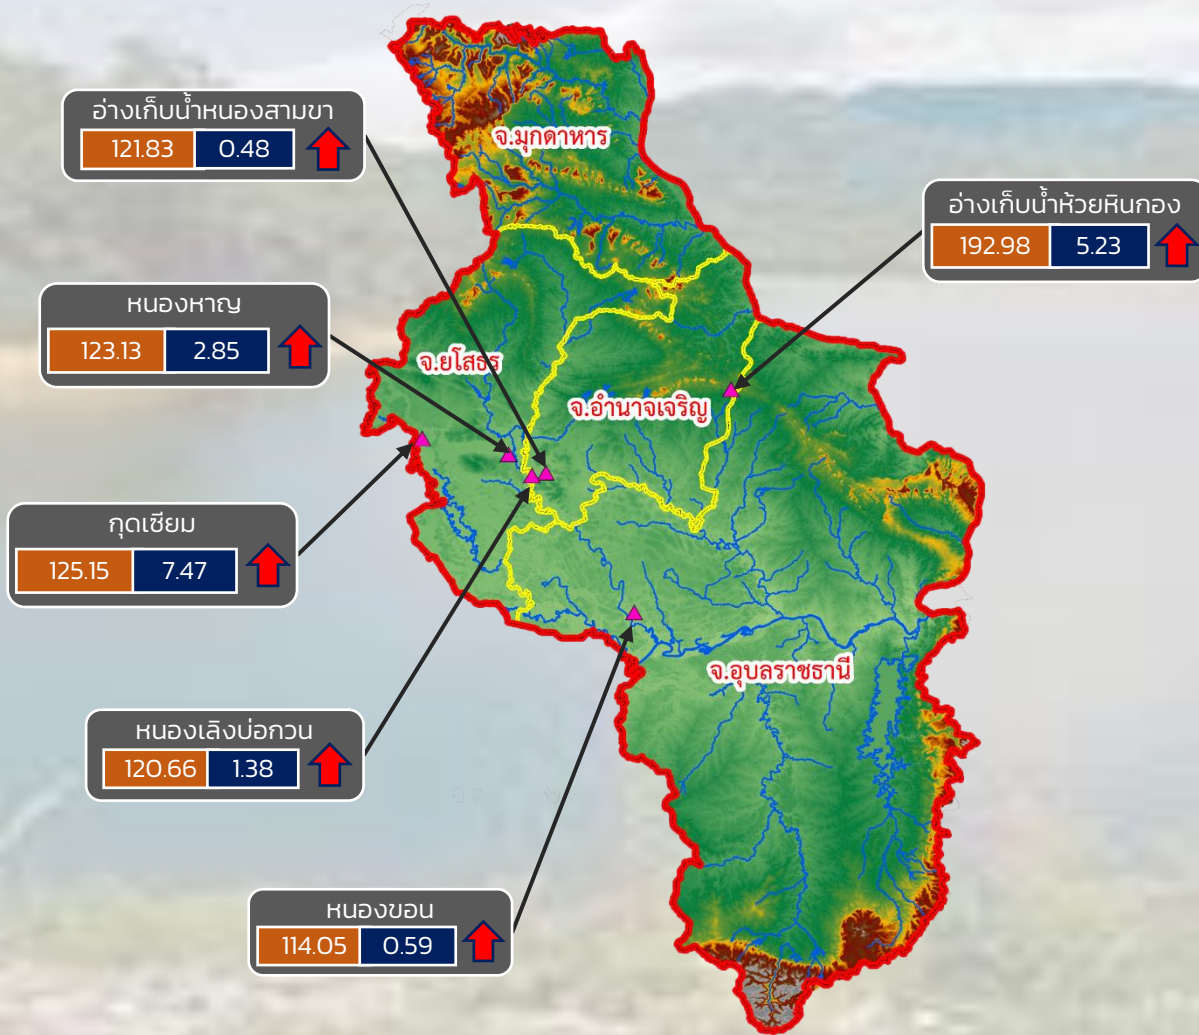 จ.มุกดาหาร
อ่างเก็บน้ำหนองสามขา
121.83 0.48
อ่างเก็บน้ำห้วยหินกอง
192.98 5.23
หนองหาญ
123.13 2.85
จ.ยโสธร
จ.อำนาจเจริญ
กุดเซียม
125.15 7.47
จ.อุบลราชธานี
หนองเลิงบ่อกวน
120.66 1.38
หนองขอน
114.05 0.59